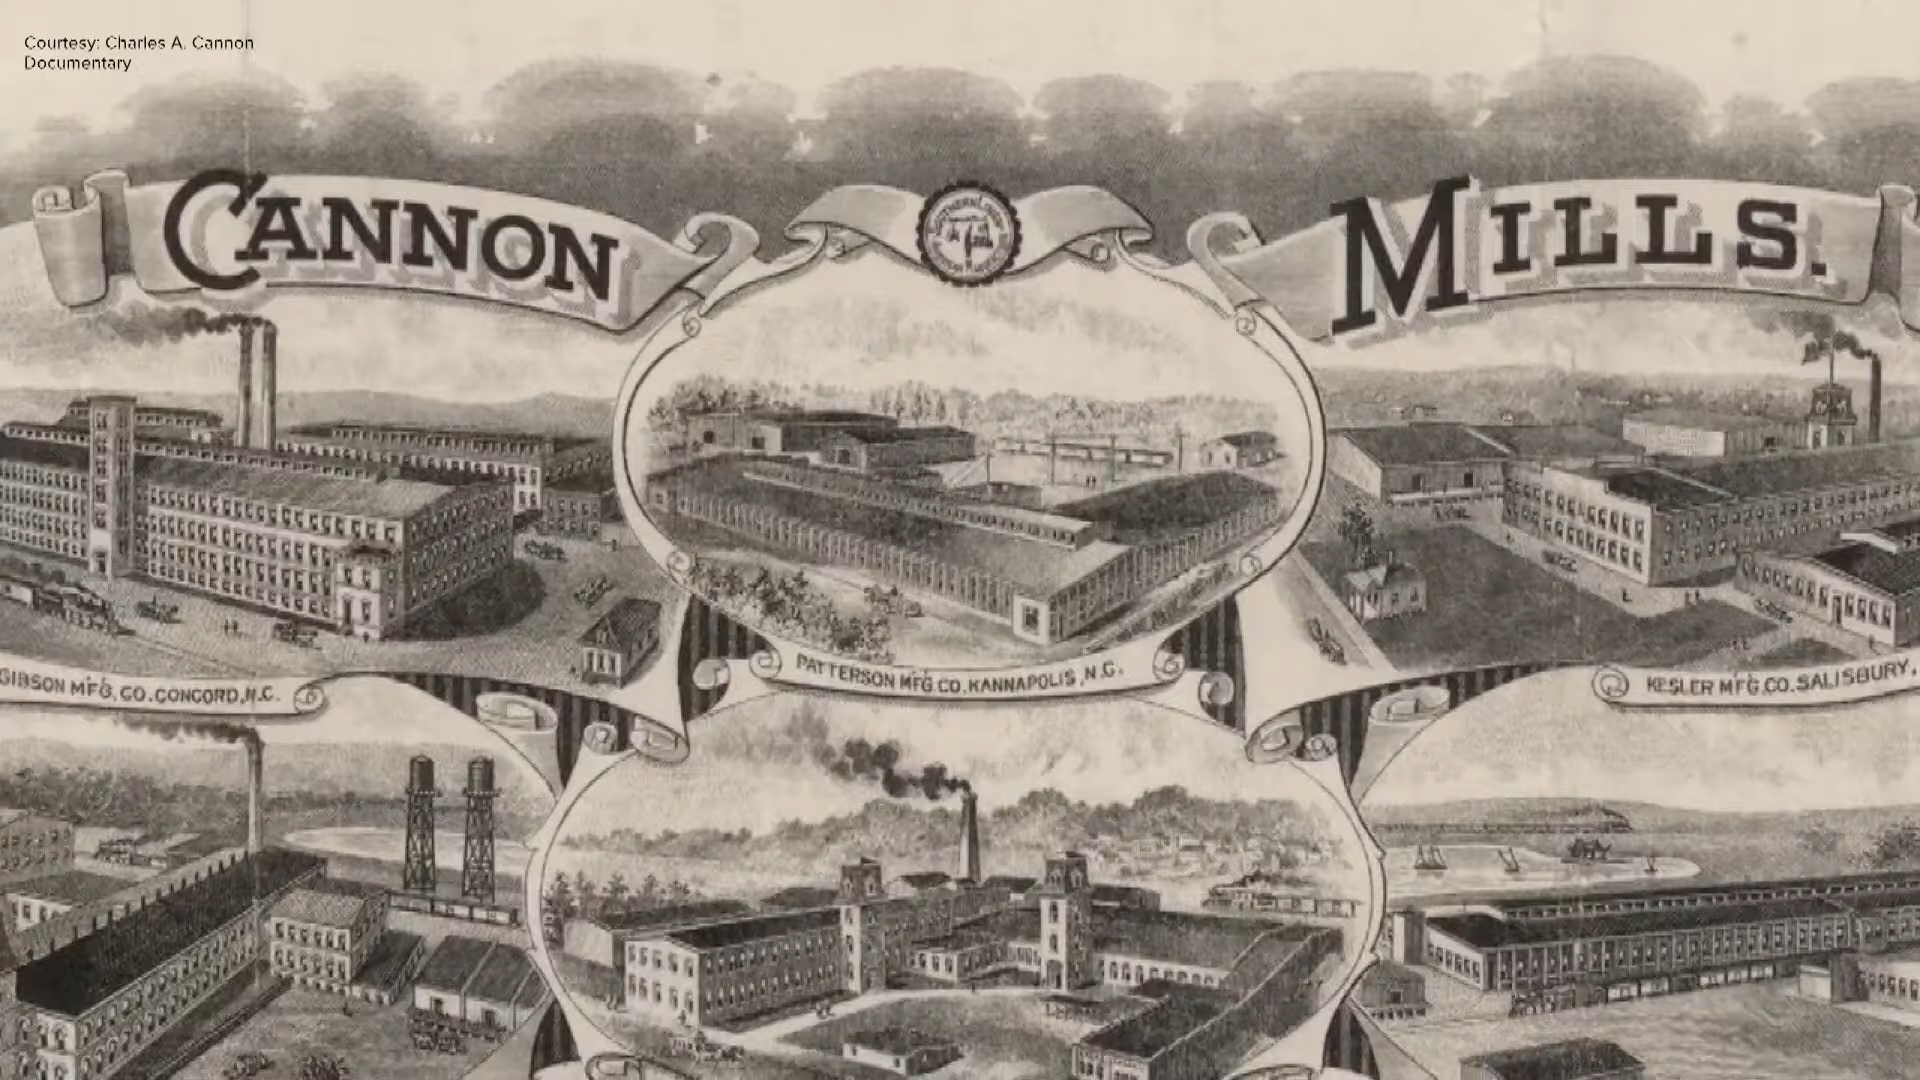 Courtesy: Charles A. Cannon
Documentary
CANNON MILLS.
GIBSON MFG. CO. CONCORD, N.C.
PATTERSON MFG. CO. KANNAPOLIS, N.C.
KESLER MFG. CO. SALISBURY,